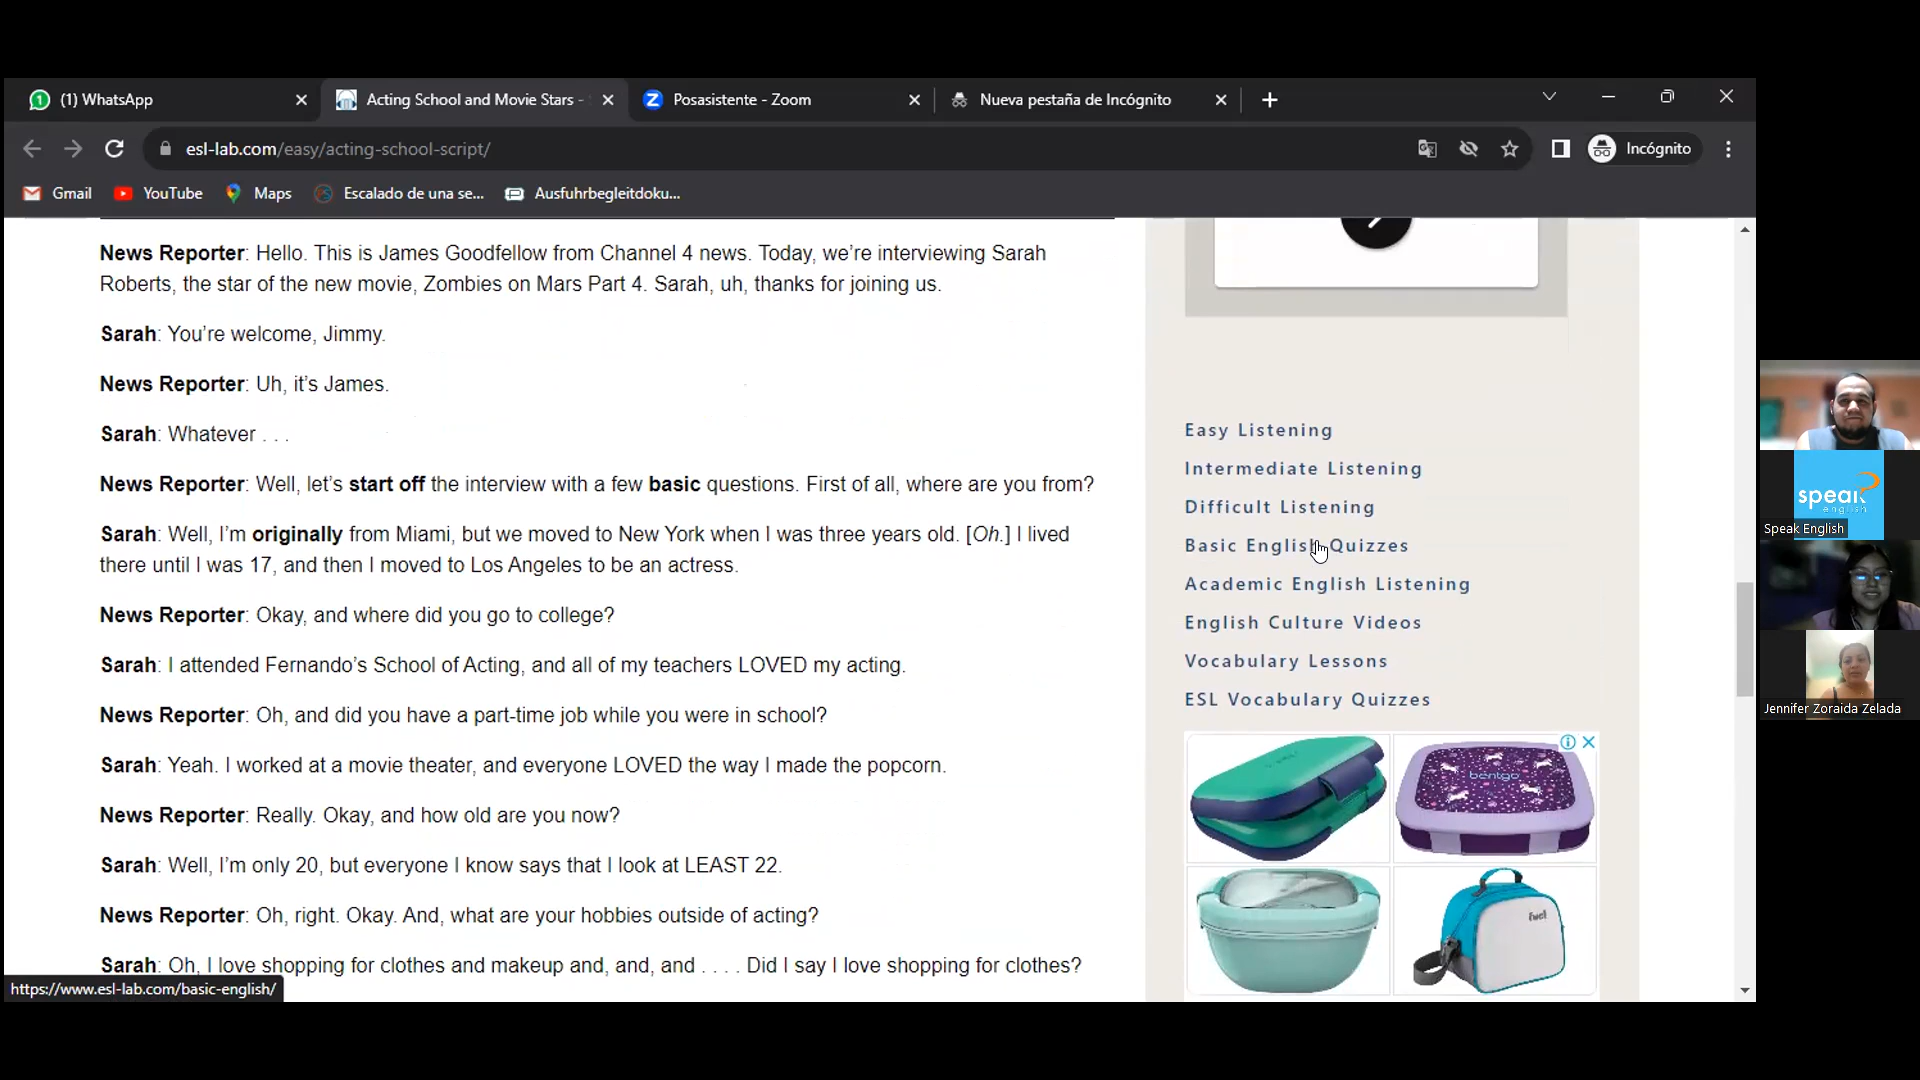 (1) WhatsApp
Acting School and Movie Stars -
Posasistente - Zoom
Nueva pestaña de Incógnito
esl-lab.com/easy/acting-school-script/
Incógnito
Gmail
YouTube
Maps
Escalado de una se...
Ausfuhrbegleitdoku...
News Reporter: Hello. This is James Goodfellow from Channel 4 news. Today, we’re interviewing Sarah
Roberts, the star of the new movie, Zombies on Mars Part 4. Sarah, uh, thanks for joining us.
Sarah: You’re welcome, Jimmy.
News Reporter: Uh, it’s James.
Sarah: Whatever . . .
News Reporter: Well, let’s start off the interview with a few basic questions. First of all, where are you from?
Sarah: Well, I’m originally from Miami, but we moved to New York when I was three years old. [Oh.] I lived
there until I was 17, and then I moved to Los Angeles to be an actress.
News Reporter: Okay, and where did you go to college?
Sarah: I attended Fernando’s School of Acting, and all of my teachers LOVED my acting.
News Reporter: Oh, and did you have a part-time job while you were in school?
Sarah: Yeah. I worked at a movie theater, and everyone LOVED the way I made the popcorn.
News Reporter: Really. Okay, and how old are you now?
Sarah: Well, I’m only 20, but everyone I know says that I look at LEAST 22.
News Reporter: Oh, right. Okay. And, what are your hobbies outside of acting?
Sarah: Oh, I love shopping for clothes and makeup and, and, and . . . . Did I say I love shopping for clothes?
https://www.esl-lab.com/basic-english/
Easy Listening
Intermediate Listening
Difficult Listening
Basic English Quizzes
Academic English Listening
English Culture Videos
Vocabulary Lessons
ESL Vocabulary Quizzes
bentgo
fuel
speak
english
Speak English
Jennifer Zoraida Zelada